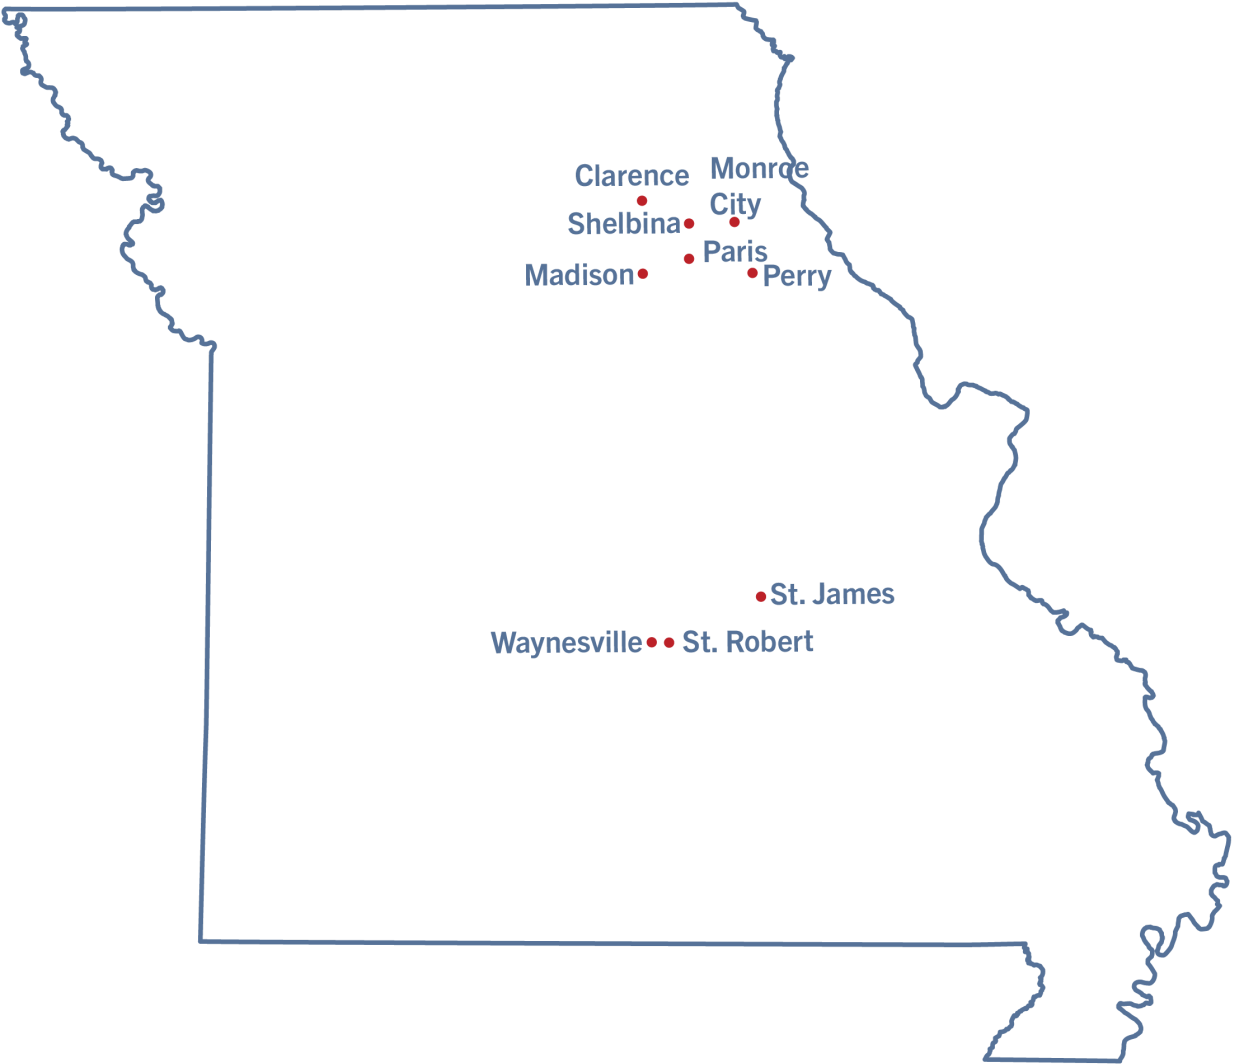 Clarence
Monroe
City
Shelbina
Paris
Madison
Perry
St. James
Waynesville
St. Robert